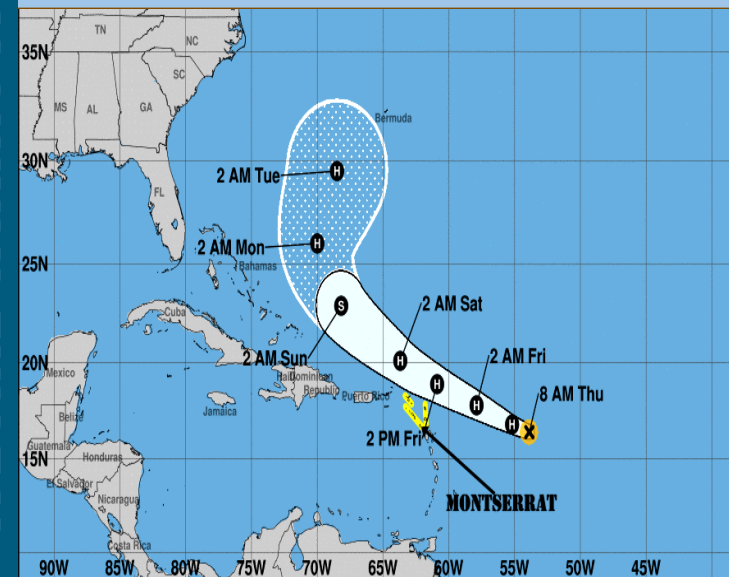 TN
NC
35N
SC
MS
AL
GA
Bermuda
30N
2 AM Tue
H
FL
2 AM Mon
H
25N
Bahamas
2 AM Sat
S
Cuba
2 AM Sun
H
2 AM Fri
20N
Mexico
Hai
Dominican
Republic
H
8 AM Thu
Puerto Rico
H
Jamaica
Belize
H
X
2 PM Fri
Guatemala
15N
Honduras
El Salvador
MONTSERRAT
Nicaragua
Costa Rica
90W
85W
80W
75W
70W
65W
60W
55W
50W
45W